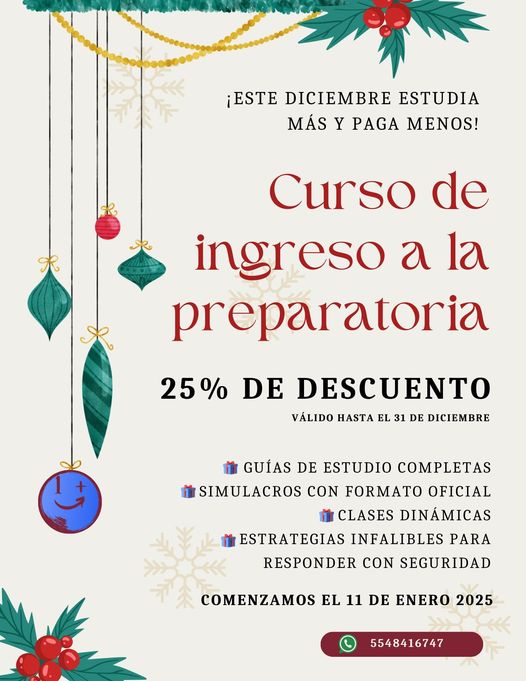 ¡ESTE DICIEMBRE ESTUDIA
MÁS Y PAGA MENOS!
Curso de
ingreso a la
preparatoria
25% DE DESCUENTO
VÁLIDO HASTA EL 31 DE DICIEMBRE
🎁 GUÍAS DE ESTUDIO COMPLETAS
🎁 SIMULACROS CON FORMATO OFICIAL
🎁 CLASES DINÁMICAS
🎁 ESTRATEGIAS INFALIBLES PARA
RESPONDER CON SEGURIDAD
COMENZAMOS EL 11 DE ENERO 2025
5548416747
1+